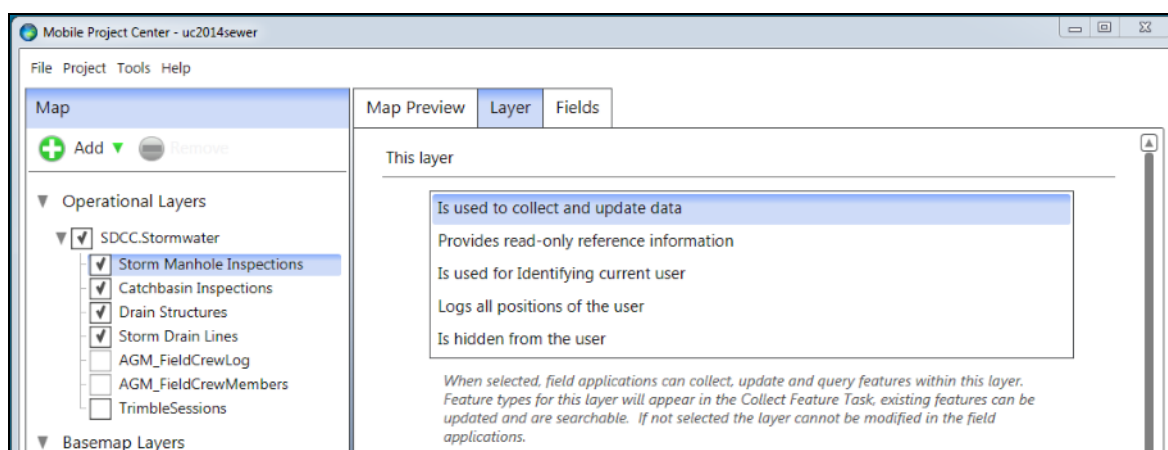 Mobile Project Center - uc2014sewer
File Project Tools Help
Map
Add
Remove
Operational Layers
SDCC.Stormwater
Storm Manhole Inspections
Catchbasin Inspections
Drain Structures
Storm Drain Lines
AGM_FieldCrewLog
AGM_FieldCrewMembers
TrimbleSessions
Basemap Layers
Map Preview Layer Fields
This layer
Is used to collect and update data
Provides read-only reference information
Is used for Identifying current user
Logs all positions of the user
Is hidden from the user
When selected, field applications can collect, update and query features within this layer.
Feature types for this layer will appear in the Collect Feature Task, existing features can be
updated and are searchable. If not selected the layer cannot be modified in the field
applications.